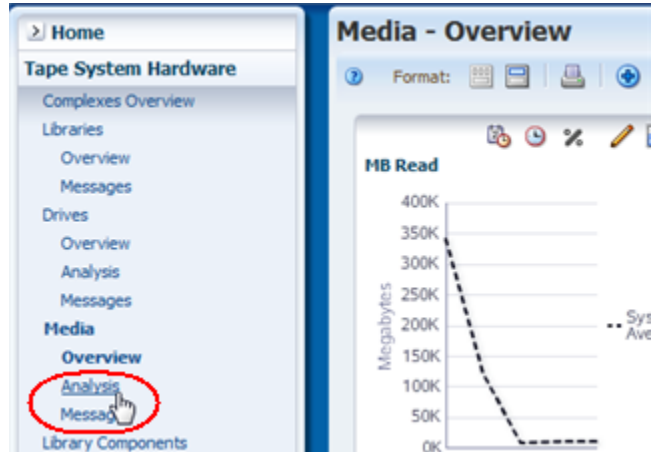 Home
Tape System Hardware
Complexes Overview
Libraries
Overview
Messages
Drives
Overview
Analysis
Messages
Media
Overview
Analysis
Library Components
Media - Overview
Format:
MB Read
400K
350K
300K
250K
200K
150K
100K
50K
0K
Megabytes